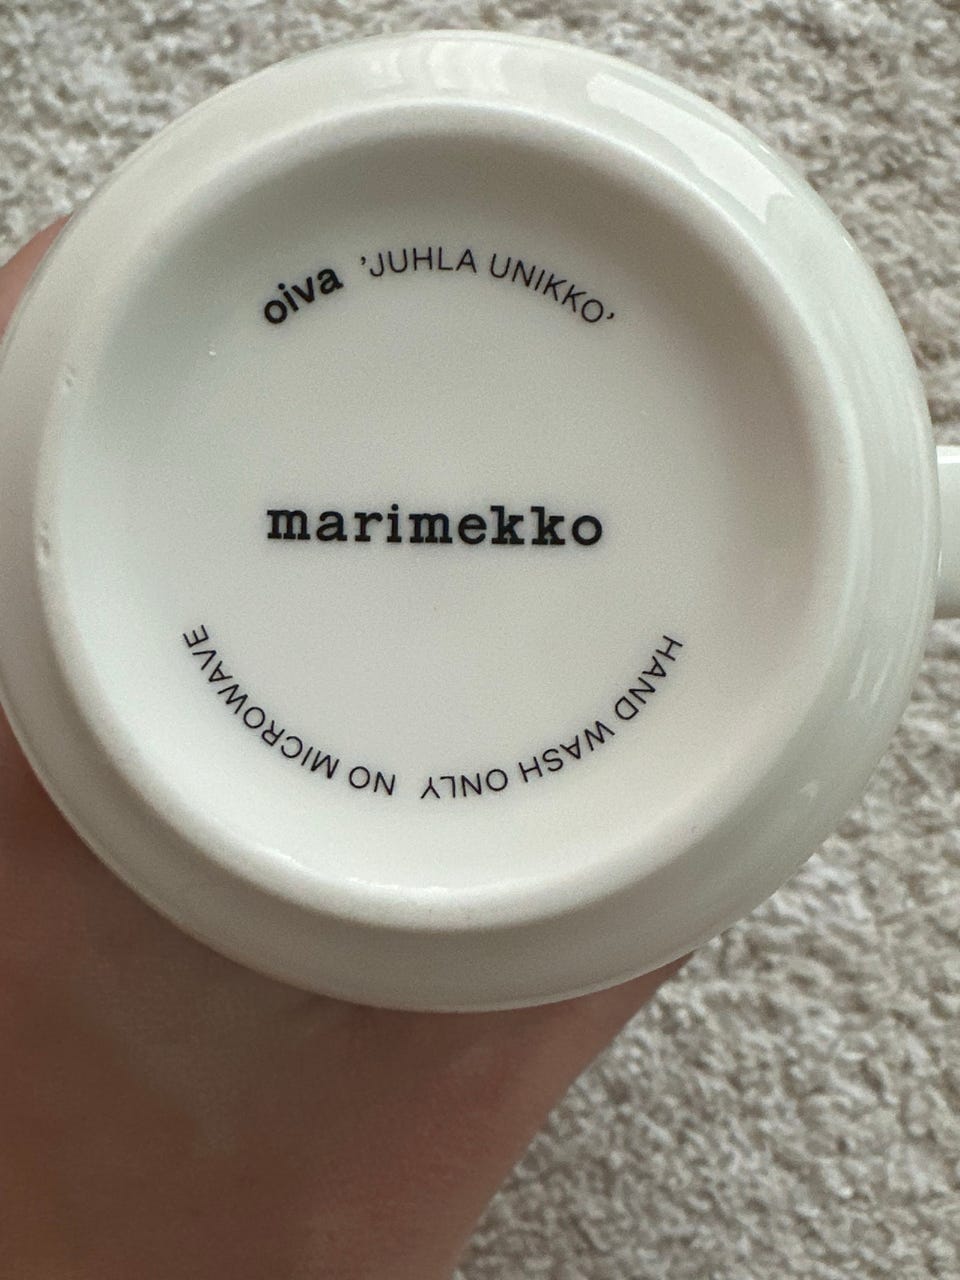 oiva 'JUHLA UNIKKO'
marimekko
HAND WASH ONLY NO MICROWAVE